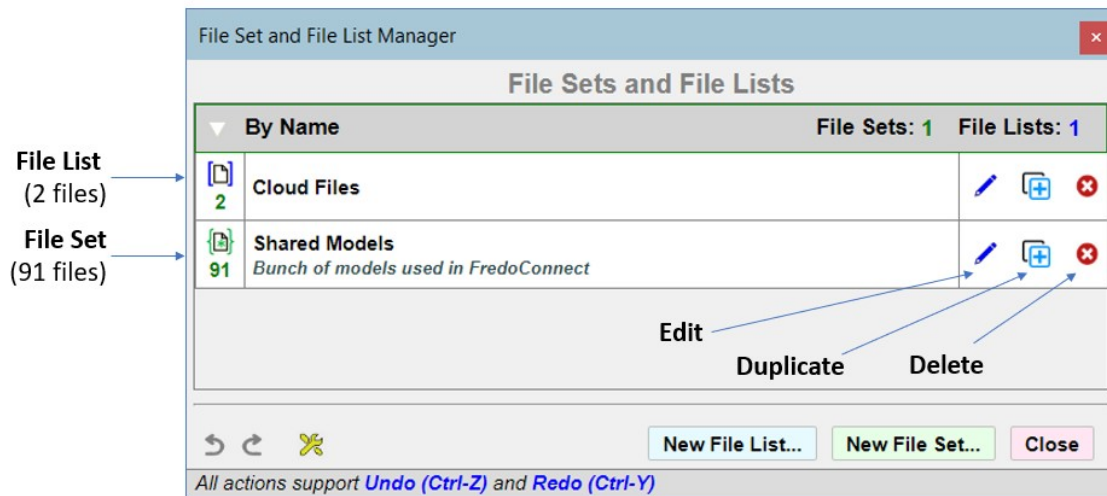 File Set and File List Manager
×
File Sets and File Lists
By Name File Sets: 1 File Lists: 1
File List
(2 files)
2
Cloud Files
File Set
(91 files)
91
Shared Models
Bunch of models used in FredoConnect
Edit
Duplicate
Delete
New File List... New File Set... Close
All actions support Undo (Ctrl-Z) and Redo (Ctrl-Y)